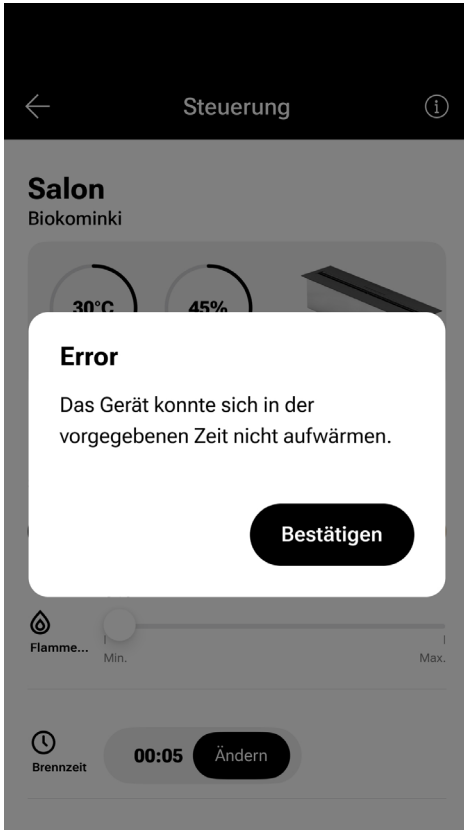 Steuerung
Salon
Biokominki
30°C
45%
Error
Das Gerät konnte sich in der
vorgegebenen Zeit nicht aufwärmen.
Bestätigen
Flamme...
Min.
Max.
Brennzeit
00:05
Ändern